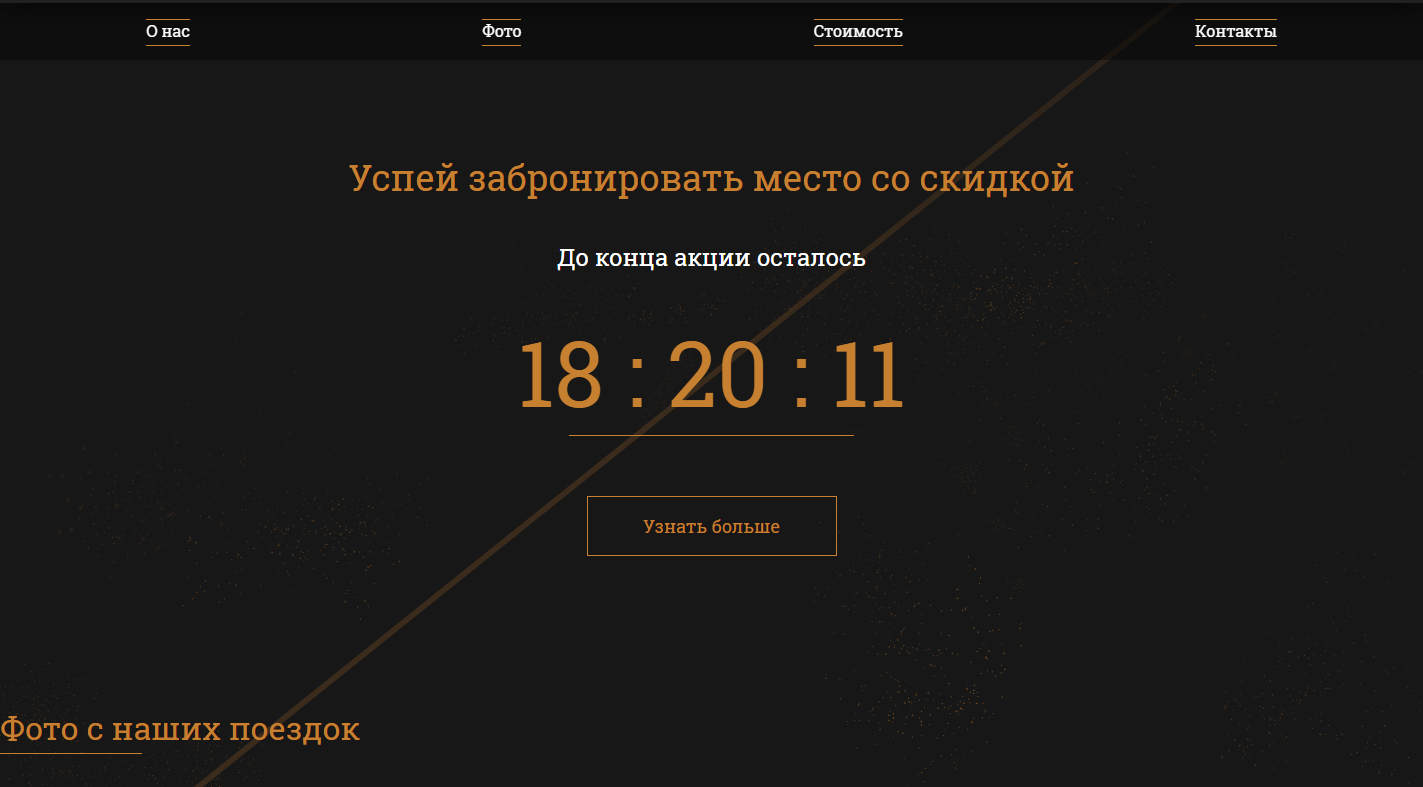 О нас
Фото
Стоимость
Контакты
Успей забронировать место со скидкой
До конца акции осталось
18 : 20 : 11
Узнать больше
Фото с наших поездок